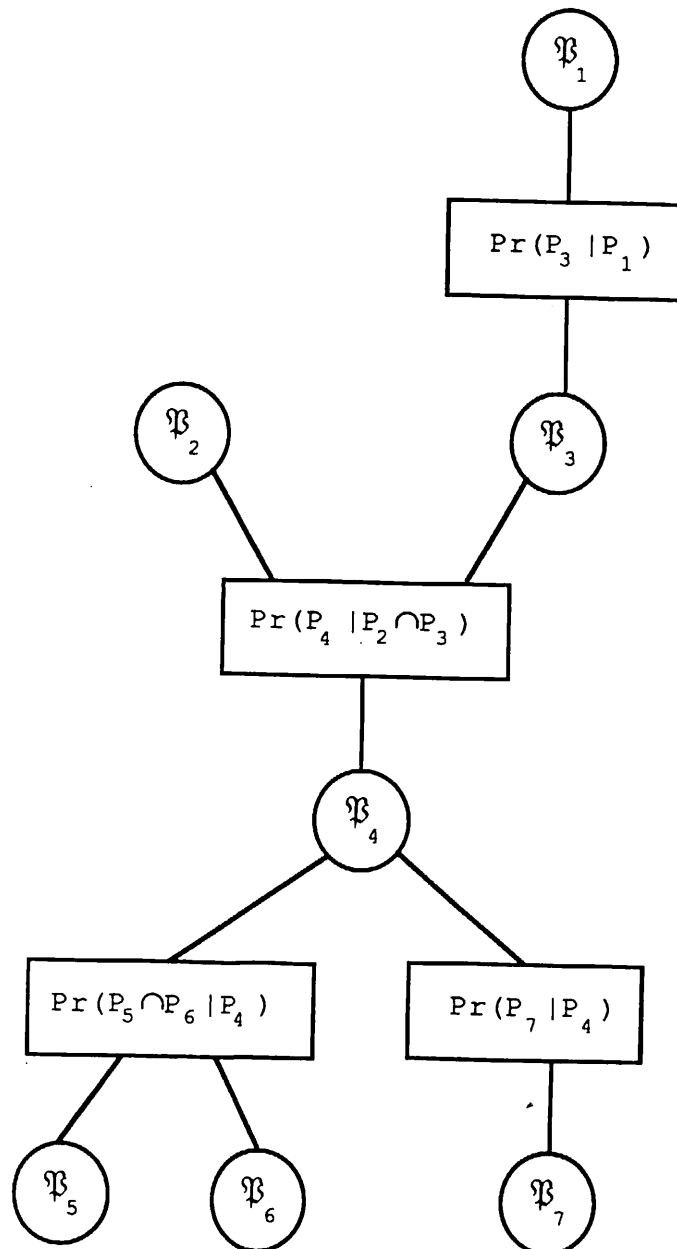 𝔓₁
Pr(P₃ |P₁)
𝔓₂ 𝔓₃
Pr(P₄ |P₂∩P₃)
𝔓₄
Pr(P₅∩P₆|P₄) Pr(P₇|P₄)
𝔓₅ 𝔓₆ 𝔓₇